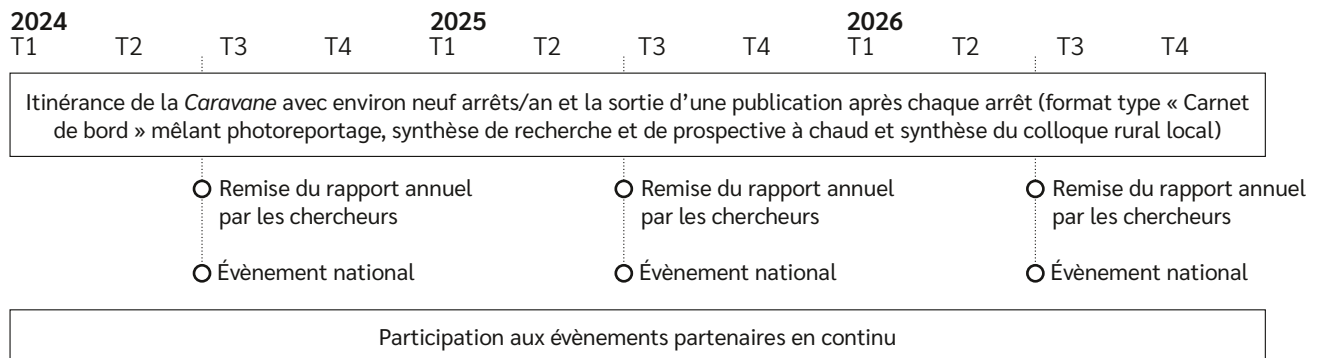 2024 2025 2026
T1 T2 T3 T4 T1 T2 T3 T4 T1 T2 T3 T4
Itinérance de la Caravane avec environ neuf arrêts/an et la sortie d’une publication après chaque arrêt (format type « Carnet
de bord » mêlant photoreportage, synthèse de recherche et de prospective à chaud et synthèse du colloque rural local)
Remise du rapport annuel
par les chercheurs
Remise du rapport annuel
par les chercheurs
Remise du rapport annuel
par les chercheurs
Évènement national
Évènement national
Évènement national
Participation aux évènements partenaires en continu